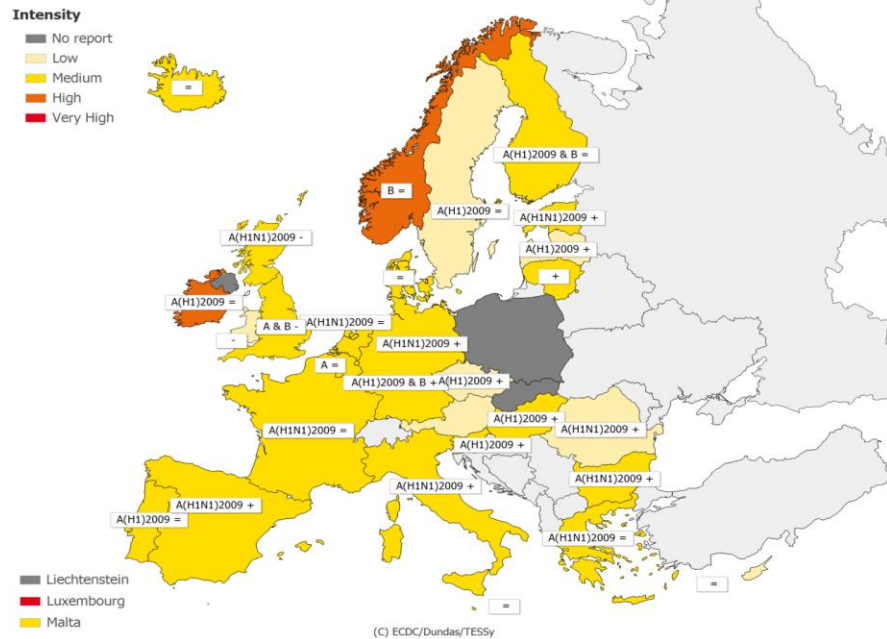 Intensity
No report
Low
Medium
High
Very High
=
A(H1)2009 & B =
B =
A(H1)2009 =
A(H1N1)2009 +
A(H1N1)2009 -
A(H1)2009 +
+
=
A(H1)2009 =
A & B -
A(H1N1)2009 =
-
A(H1N1)2009 +
A =
A(H1)2009 & B +
A(H1)2009 +
A(H1)2009 +
A(H1N1)2009 =
A(H1N1)2009 +
A(H1)2009 +
A(H1N1)2009 +
A(H1N1)2009 +
=
A(H1N1)2009 +
A(H1)2009 =
A(H1N1)2009 =
Liechtenstein
=
Luxembourg
=
Malta
(C) ECDC/Dundas/TESSy